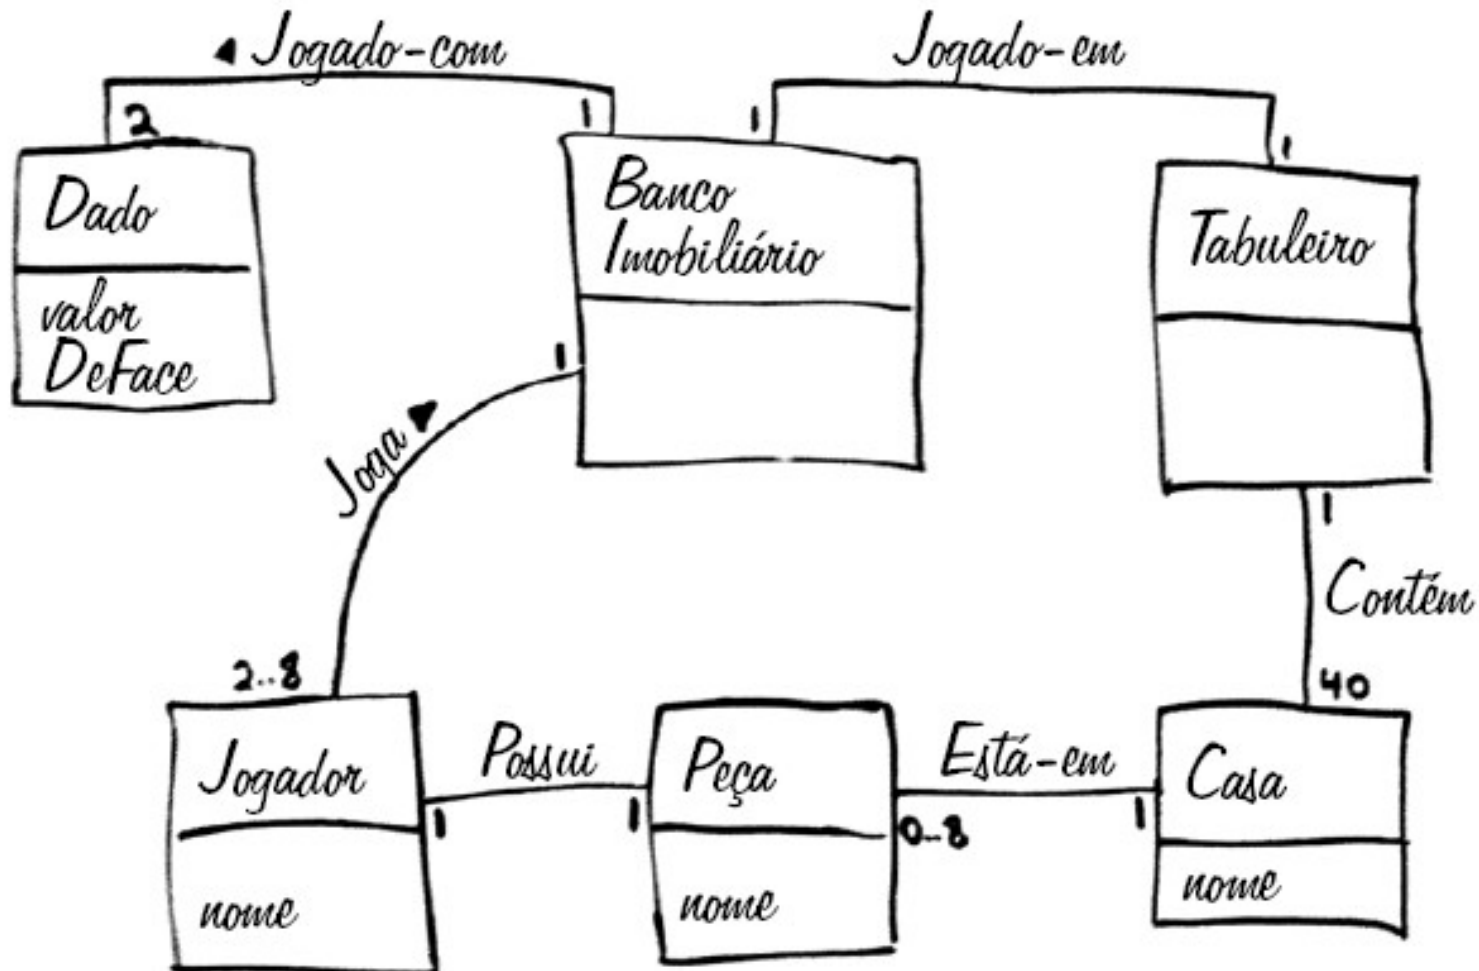 ◄ Jogado-com
Jogado-em
2
1
1
1
Dado
valor
DeFace
Banco
Imobiliário
Tabuleiro
1
Joga
1
Contém
2..8
40
Jogador
nome
Possui
1
1
Peça
nome
Está-em
0..8
1
Casa
nome